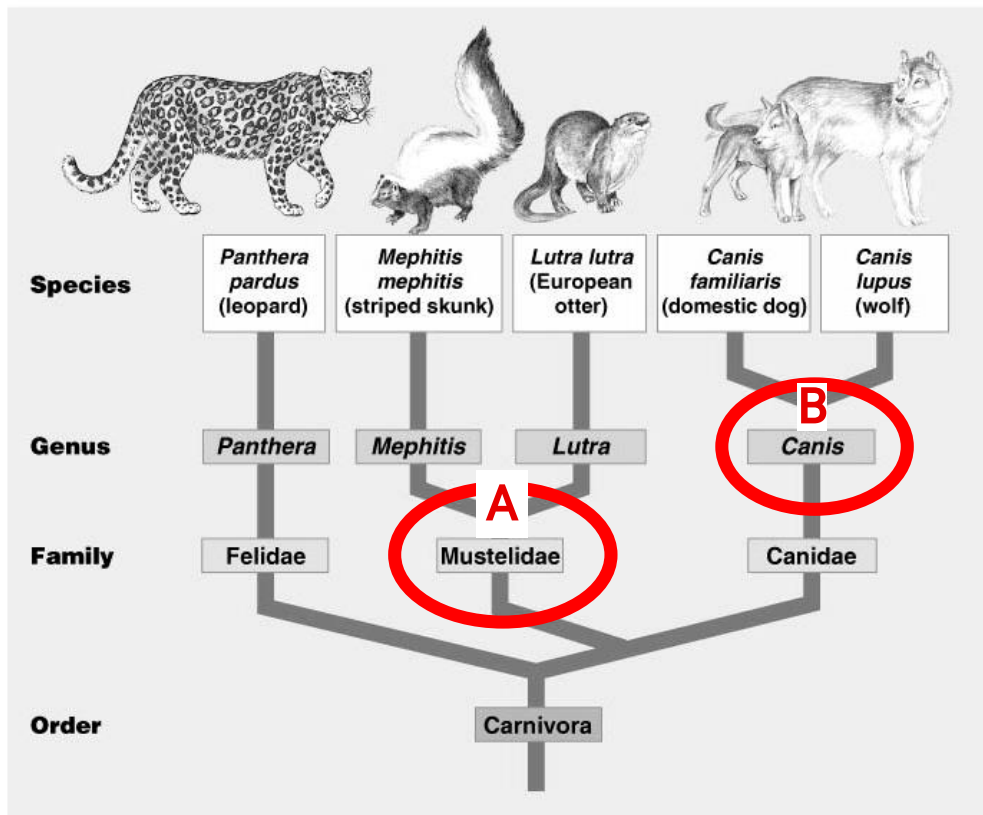 Species
Panthera
pardus
(leopard)
Mephitis
mephitis
(striped skunk)
Lutra lutra
(European
otter)
Canis
familiaris
(domestic dog)
Canis
lupus
(wolf)
B
Genus
Panthera
Mephitis
Lutra
Canis
A
Family
Felidae
Mustelidae
Canidae
Order
Carnivora